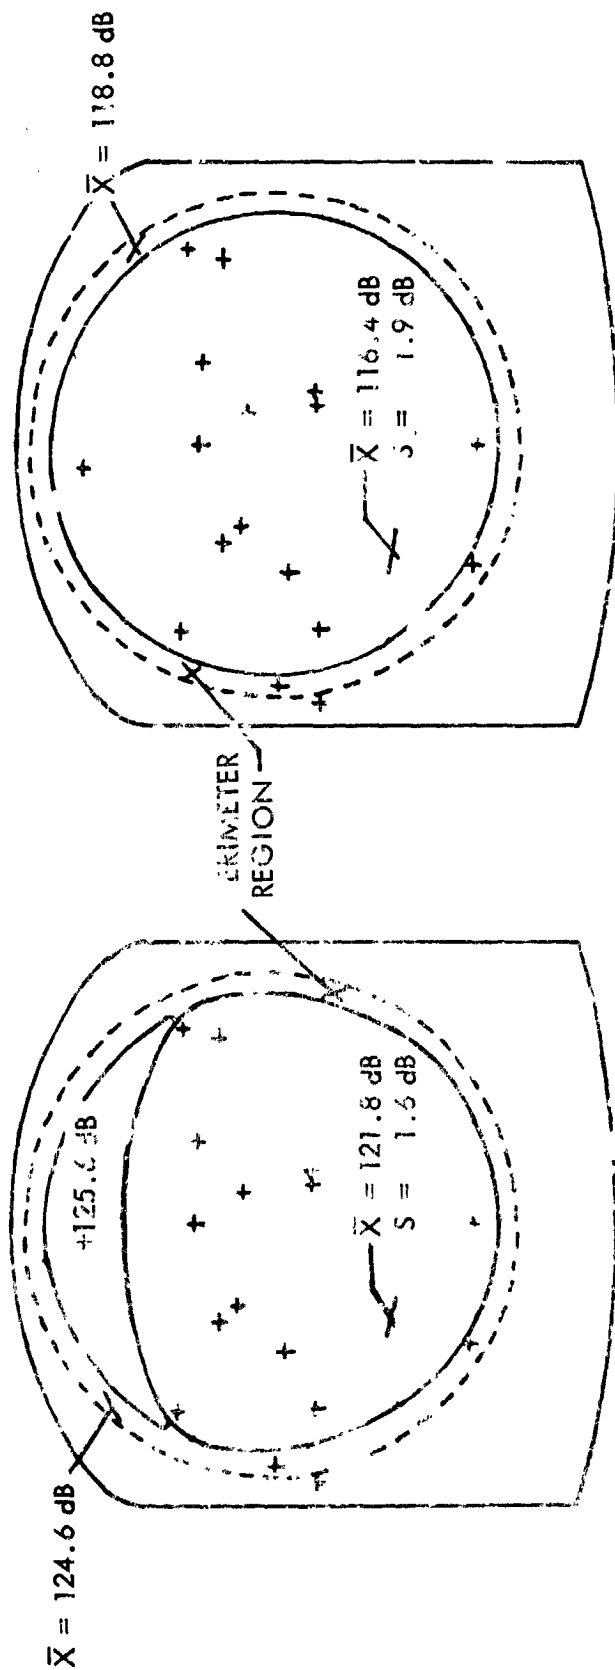 X̄ = 124.6 dB
+125.6 dB
X̄ = 121.8 dB
S = 1.6 dB
PERIMETER
REGION
X̄ = 118.8 dB
X̄ = 116.4 dB
S = 1.9 dB